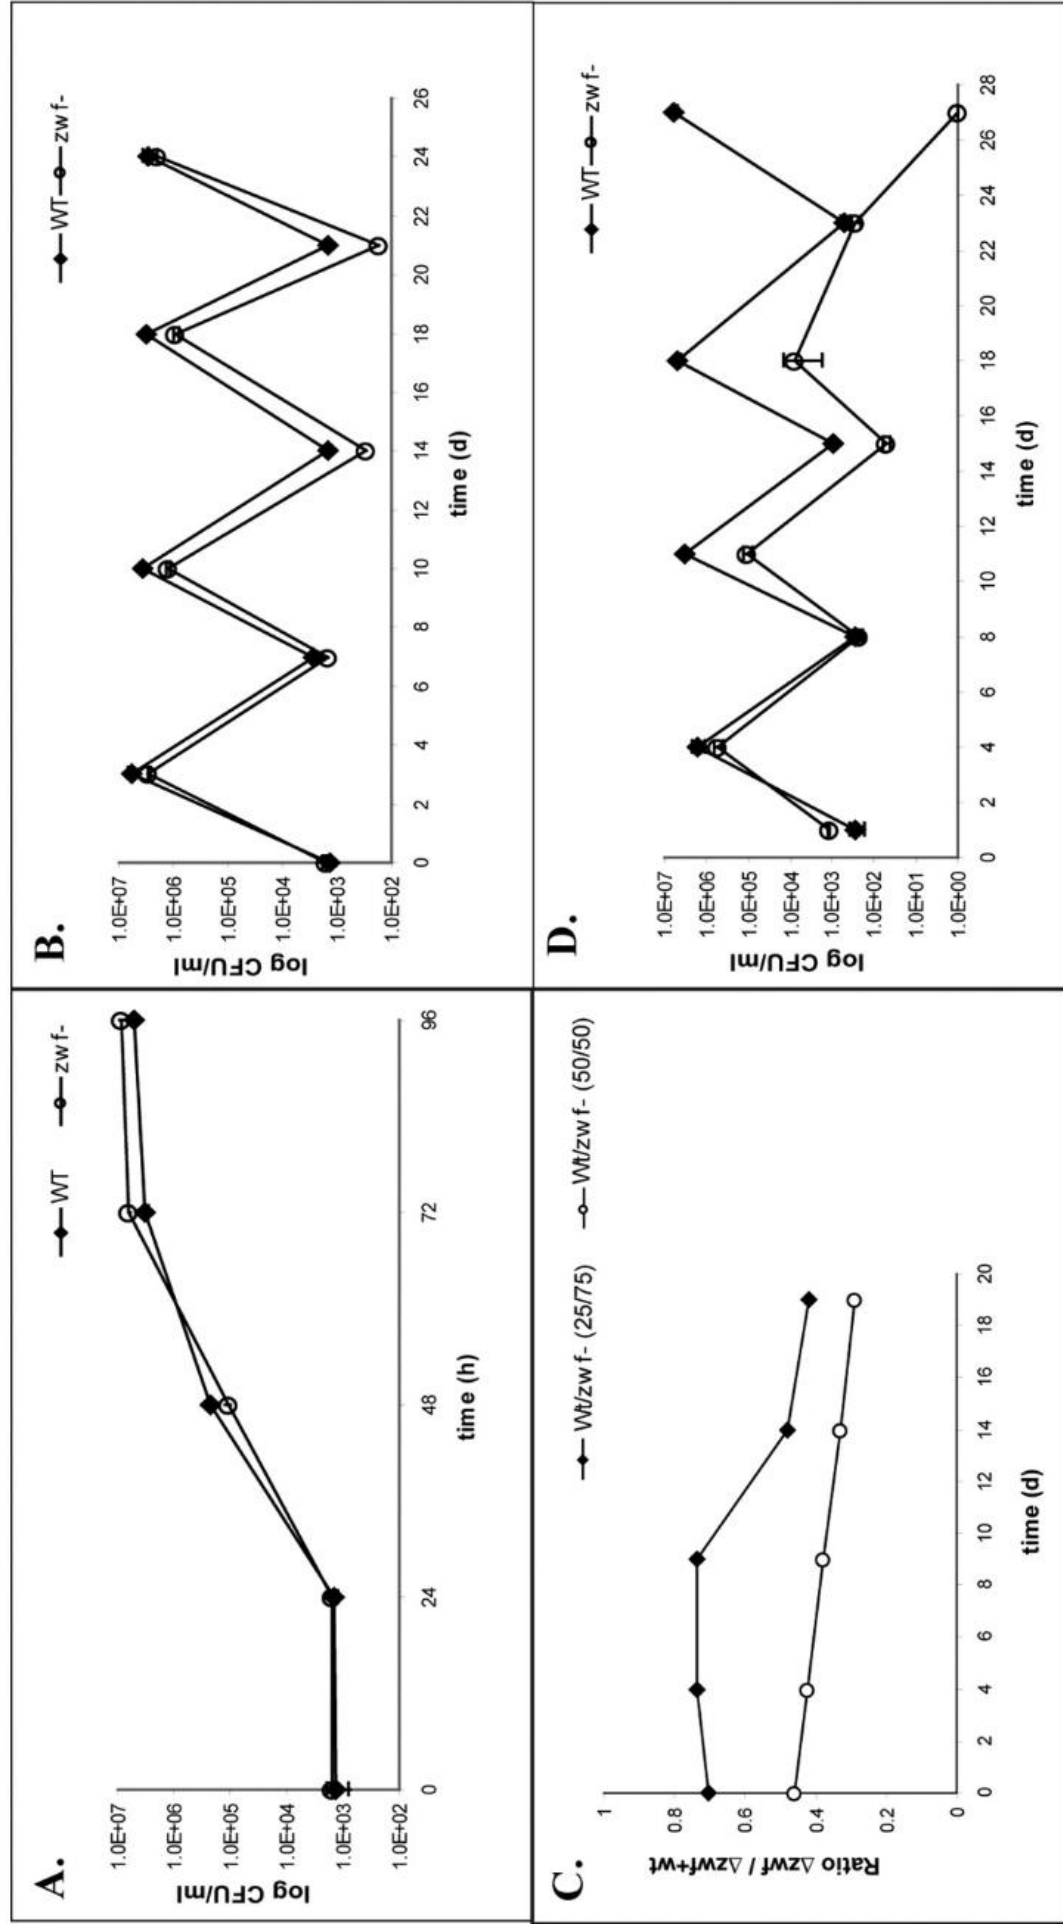 A.
WT zwf-
log CFU/ml
1.0E+07
1.0E+06
1.0E+05
1.0E+04
1.0E+03
1.0E+02
0 24 48 72 96
time (h)
B.
WT zwf-
log CFU/ml
1.0E+07
1.0E+06
1.0E+05
1.0E+04
1.0E+03
1.0E+02
0 2 4 6 8 10 12 14 16 18 20 22 24 26
time (d)
C.
Wt/zwf- (25/75) Wt/zwf- (50/50)
Ratio Δzwf / Δzwf+wt
1
0.8
0.6
0.4
0.2
0
0 2 4 6 8 10 12 14 16 18 20
time (d)
D.
WT zwf-
log CFU/ml
1.0E+07
1.0E+06
1.0E+05
1.0E+04
1.0E+03
1.0E+02
1.0E+01
1.0E+00
0 2 4 6 8 10 12 14 16 18 20 22 24 26 28
time (d)